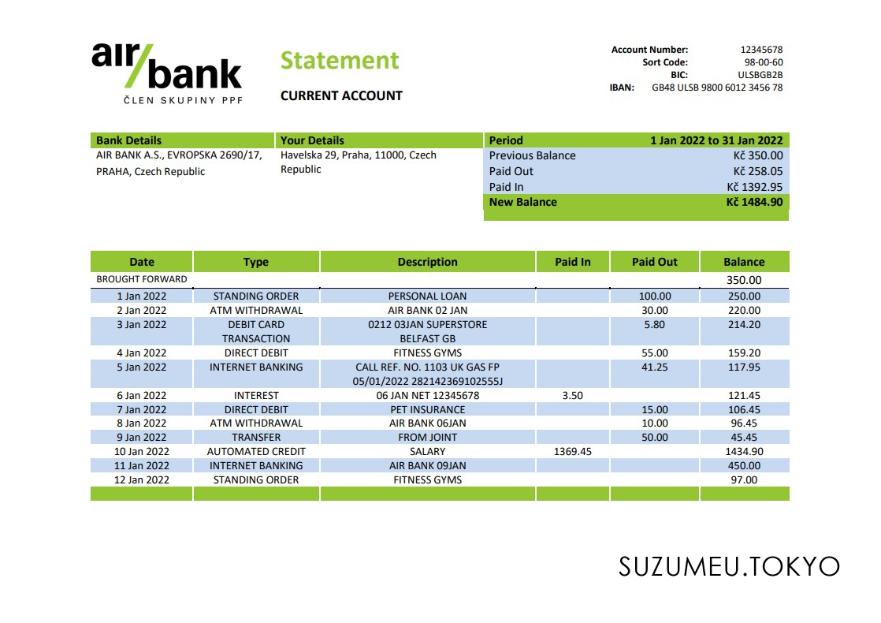 air/bank
ČLEN SKUPINY PPF
Statement
CURRENT ACCOUNT
Account Number: 12345678
Sort Code: 98-00-60
BIC: ULSBGB2B
IBAN: GB48 ULSB 9800 6012 3456 78
Bank Details
AIR BANK A.S., EVROPSKA 2690/17,
PRAHA, Czech Republic
Your Details
Havelska 29, Praha, 11000, Czech
Republic
Period 1 Jan 2022 to 31 Jan 2022
Previous Balance Kč 350.00
Paid Out Kč 258.05
Paid In Kč 1392.95
New Balance Kč 1484.90
Date Type Description Paid In Paid Out Balance
BROUGHT FORWARD 350.00
1 Jan 2022 STANDING ORDER PERSONAL LOAN 100.00 250.00
2 Jan 2022 ATM WITHDRAWAL AIR BANK 02 JAN 30.00 220.00
3 Jan 2022 DEBIT CARD 0212 03JAN SUPERSTORE 5.80 214.20
TRANSACTION BELFAST GB
4 Jan 2022 DIRECT DEBIT FITNESS GYMS 55.00 159.20
5 Jan 2022 INTERNET BANKING CALL REF. NO. 1103 UK GAS FP 41.25 117.95
05/01/2022 282142369102555J
6 Jan 2022 INTEREST 06 JAN NET 12345678 3.50 121.45
7 Jan 2022 DIRECT DEBIT PET INSURANCE 15.00 106.45
8 Jan 2022 ATM WITHDRAWAL AIR BANK 06JAN 10.00 96.45
9 Jan 2022 TRANSFER FROM JOINT 50.00 45.45
10 Jan 2022 AUTOMATED CREDIT SALARY 1369.45 1434.90
11 Jan 2022 INTERNET BANKING AIR BANK 09JAN 450.00
12 Jan 2022 STANDING ORDER FITNESS GYMS 97.00
SUZUMEU.TOKYO